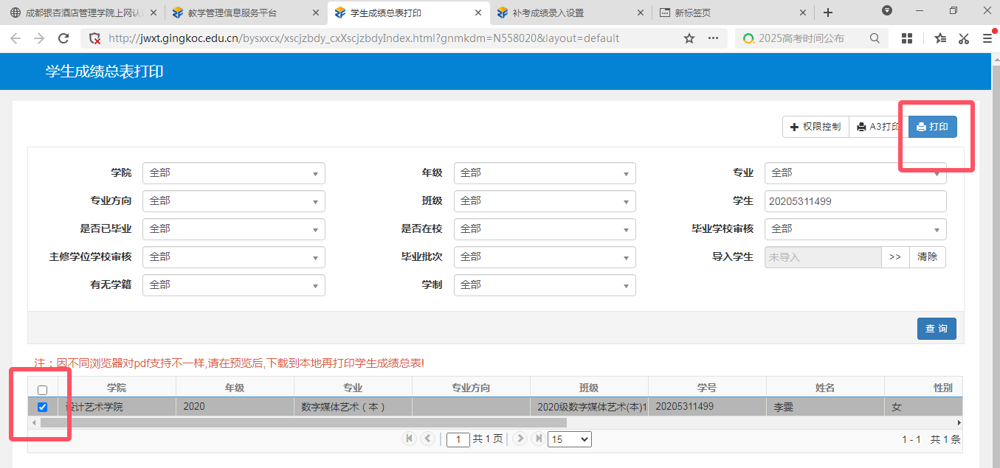 成都银杏酒店管理学院上网认
教学管理信息服务平台
学生成绩总表打印
补考成绩录入设置
新标签页
http://jwxt.gingkoc.edu.cn/bysxxcx/xscjzbdy_cxXscjzbdyIndex.html?gnmkdm=N558020&layout=default
2025高考时间公布
学生成绩总表打印
权限控制
A3打印
打印
学院 全部 年级 全部 专业 全部
专业方向 全部 班级 全部 学生 20205311499
是否已毕业 全部 是否在校 全部 毕业学校审核 全部
主修学位学校审核 全部 毕业批次 全部 导入学生 未导入 >> 清除
有无学籍 全部 学制 全部
查 询
注：因不同浏览器对pdf支持不一样,请在预览后,下载到本地再打印学生成绩总表!
学院 年级 专业 专业方向 班级 学号 姓名 性别
设计艺术学院 2020 数字媒体艺术（本） 2020级数字媒体艺术(本)1 20205311499 李雯 女
1 共 1 页 15 1 - 1 共 1 条